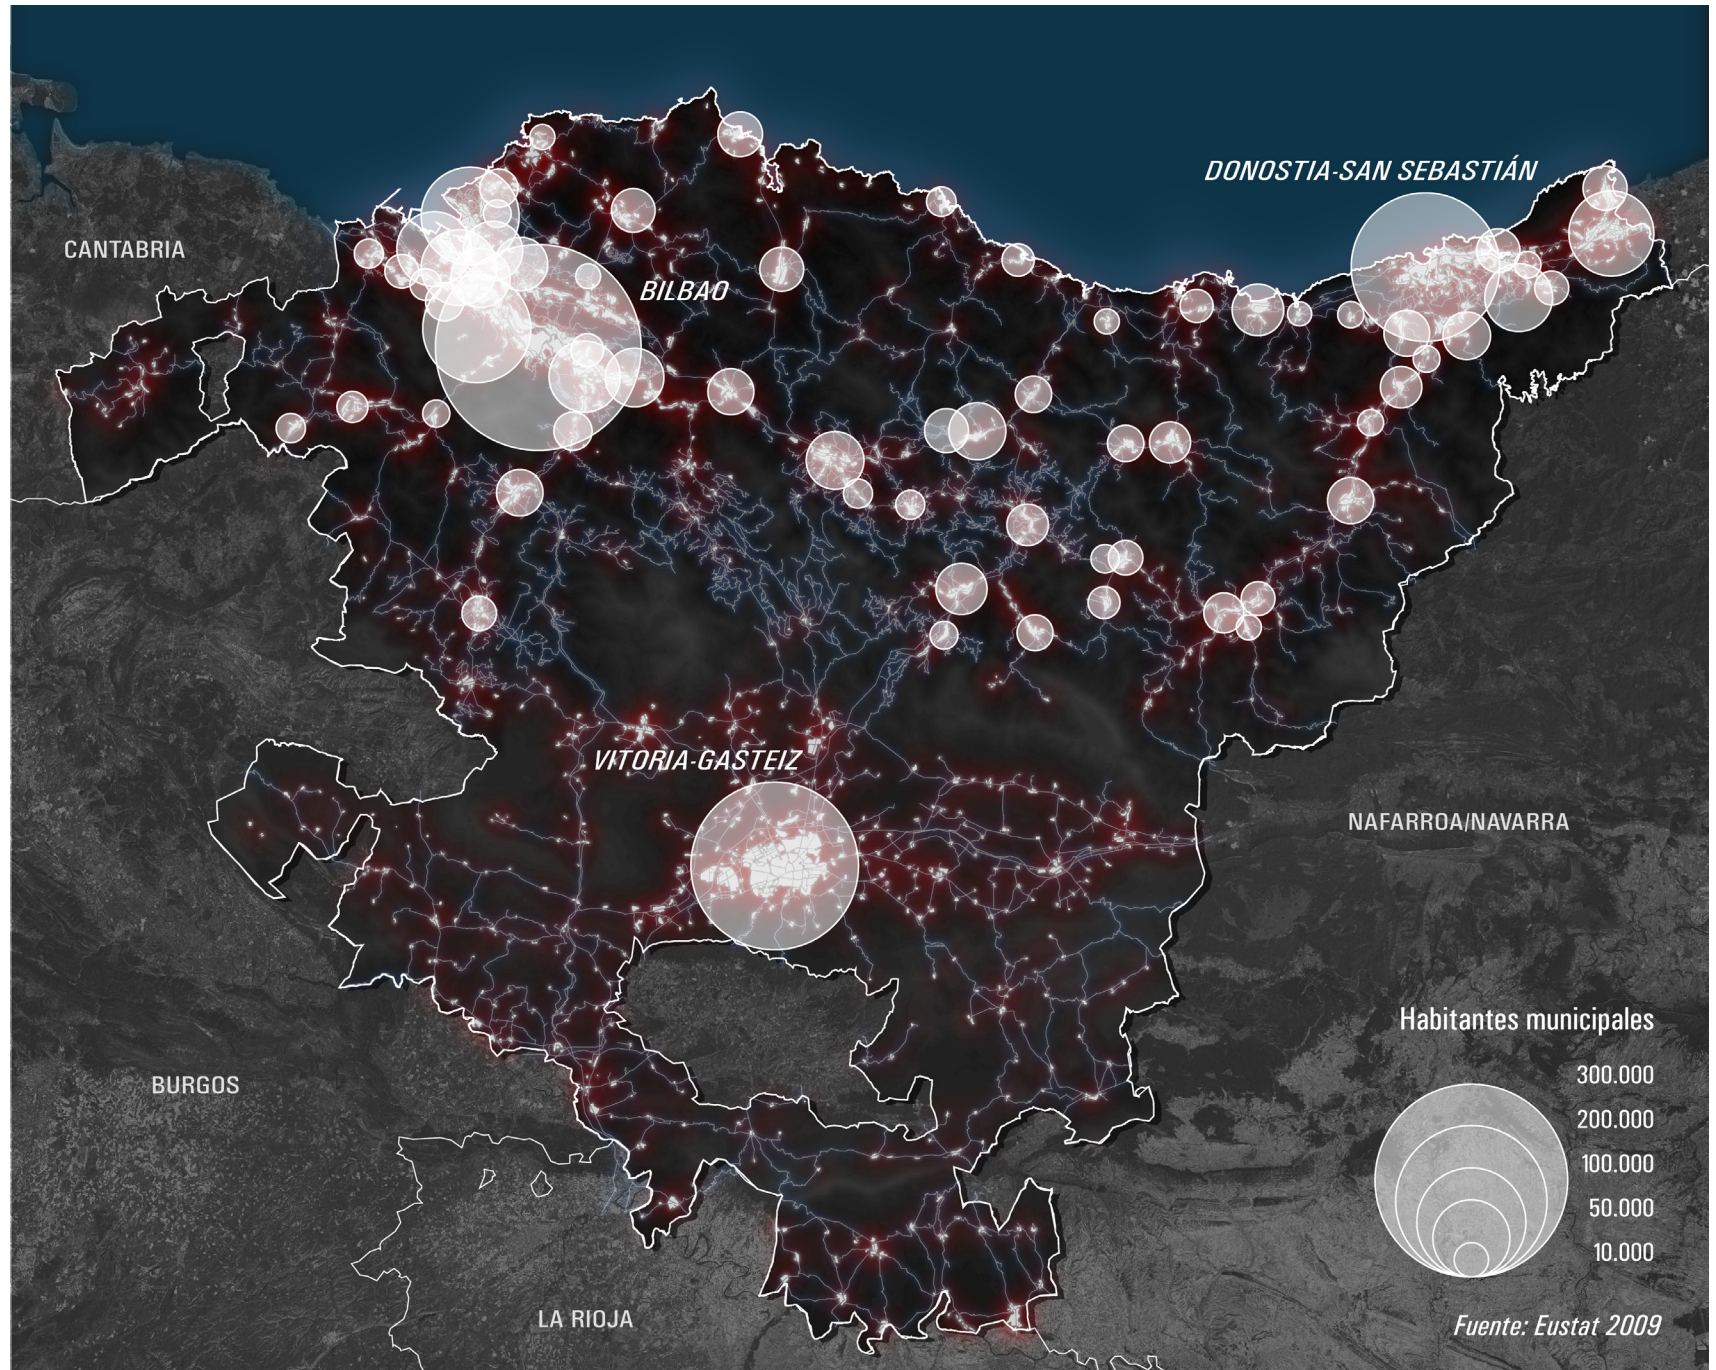 DONOSTIA-SAN SEBASTIÁN
CANTABRIA
BILBAO
VITORIA-GASTEIZ
NAFARROA/NAVARRA
BURGOS
LA RIOJA
Habitantes municipales
300.000
200.000
100.000
50.000
10.000
Fuente: Eustat 2009